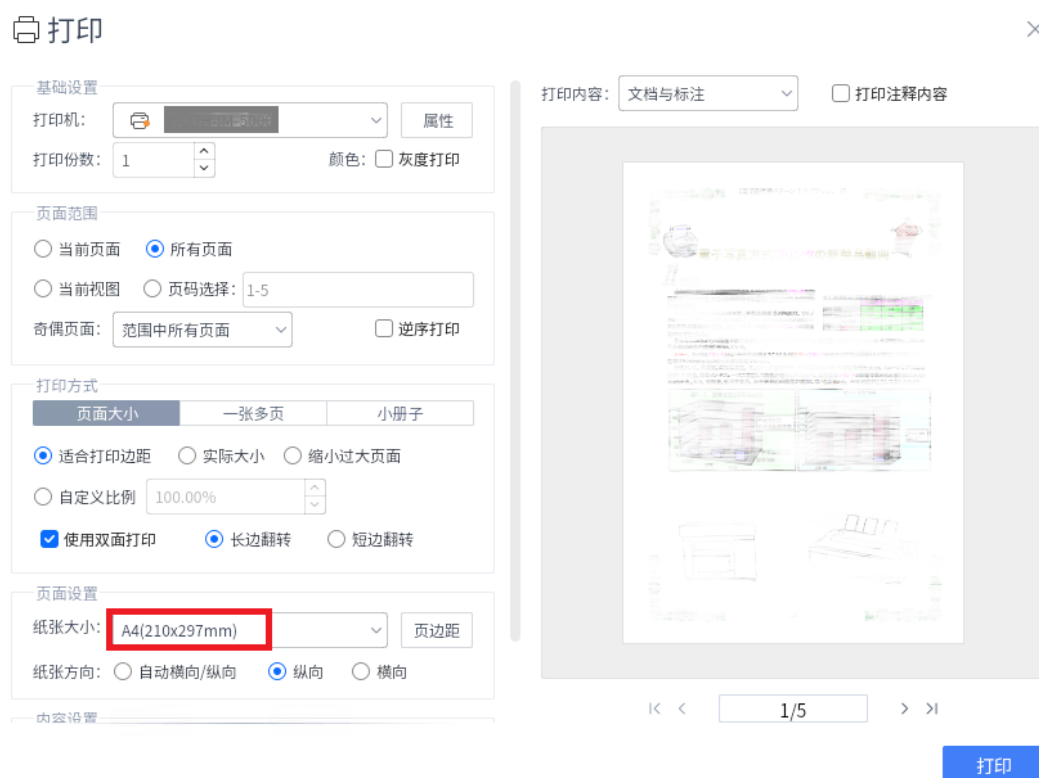 打印
基础设置
打印机：
属性
打印份数： 1
颜色： 灰度打印
页面范围
当前页面 所有页面
当前视图 页码选择： 1-5
奇偶页面： 范围中所有页面 逆序打印
打印方式
页面大小 一张多页 小册子
适合打印边距 实际大小 缩小过大页面
自定义比例 100.00%
使用双面打印 长边翻转 短边翻转
页面设置
纸张大小： A4(210x297mm) 页边距
纸张方向： 自动横向/纵向 纵向 横向
内容设置
打印内容： 文档与标注 打印注释内容
1/5
打印